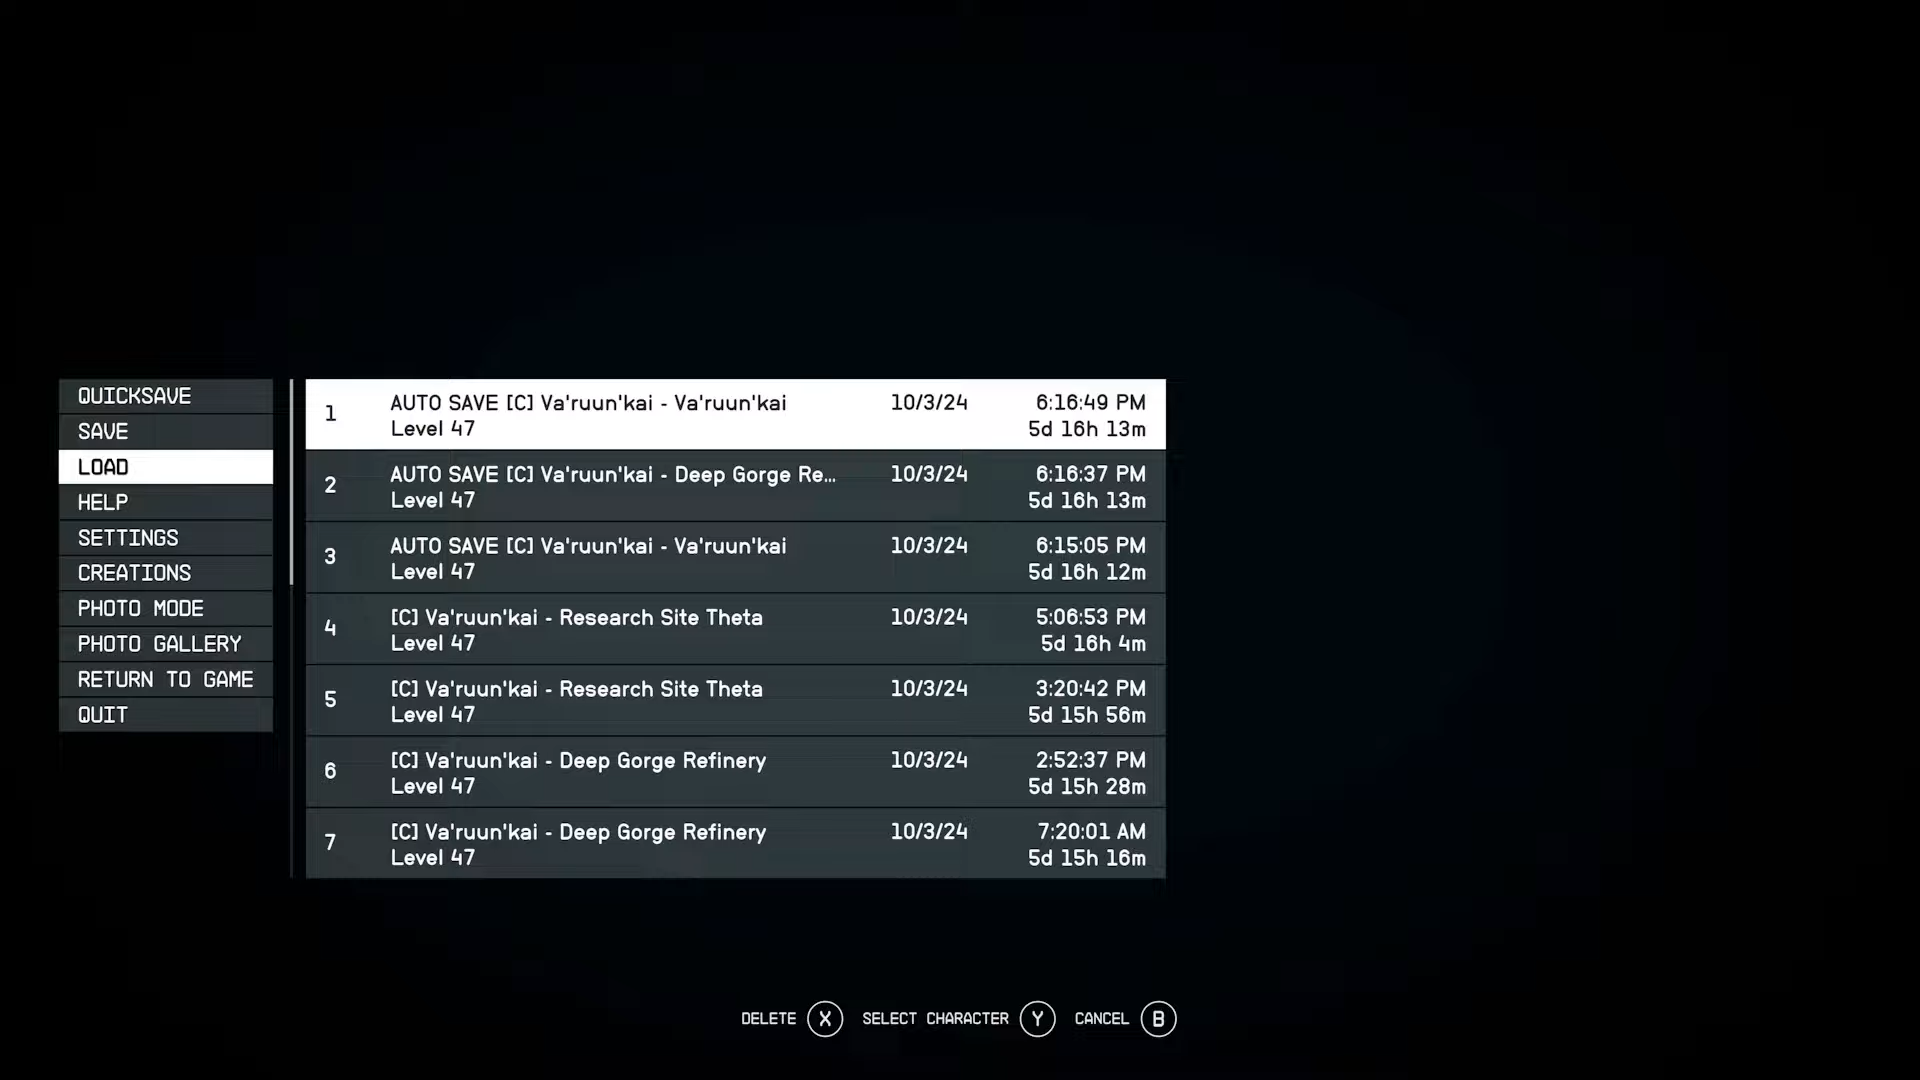 QUICKSAVE
SAVE
LOAD
HELP
SETTINGS
CREATIONS
PHOTO MODE
PHOTO GALLERY
RETURN TO GAME
QUIT
1 AUTO SAVE [C] Va'ruun'kai - Va'ruun'kai 10/3/24 6:16:49 PM
Level 47 5d 16h 13m
2 AUTO SAVE [C] Va'ruun'kai - Deep Gorge Re... 10/3/24 6:16:37 PM
Level 47 5d 16h 13m
3 AUTO SAVE [C] Va'ruun'kai - Va'ruun'kai 10/3/24 6:15:05 PM
Level 47 5d 16h 12m
4 [C] Va'ruun'kai - Research Site Theta 10/3/24 5:06:53 PM
Level 47 5d 16h 4m
5 [C] Va'ruun'kai - Research Site Theta 10/3/24 3:20:42 PM
Level 47 5d 15h 56m
6 [C] Va'ruun'kai - Deep Gorge Refinery 10/3/24 2:52:37 PM
Level 47 5d 15h 28m
7 [C] Va'ruun'kai - Deep Gorge Refinery 10/3/24 7:20:01 AM
Level 47 5d 15h 16m
DELETE X SELECT CHARACTER Y CANCEL B